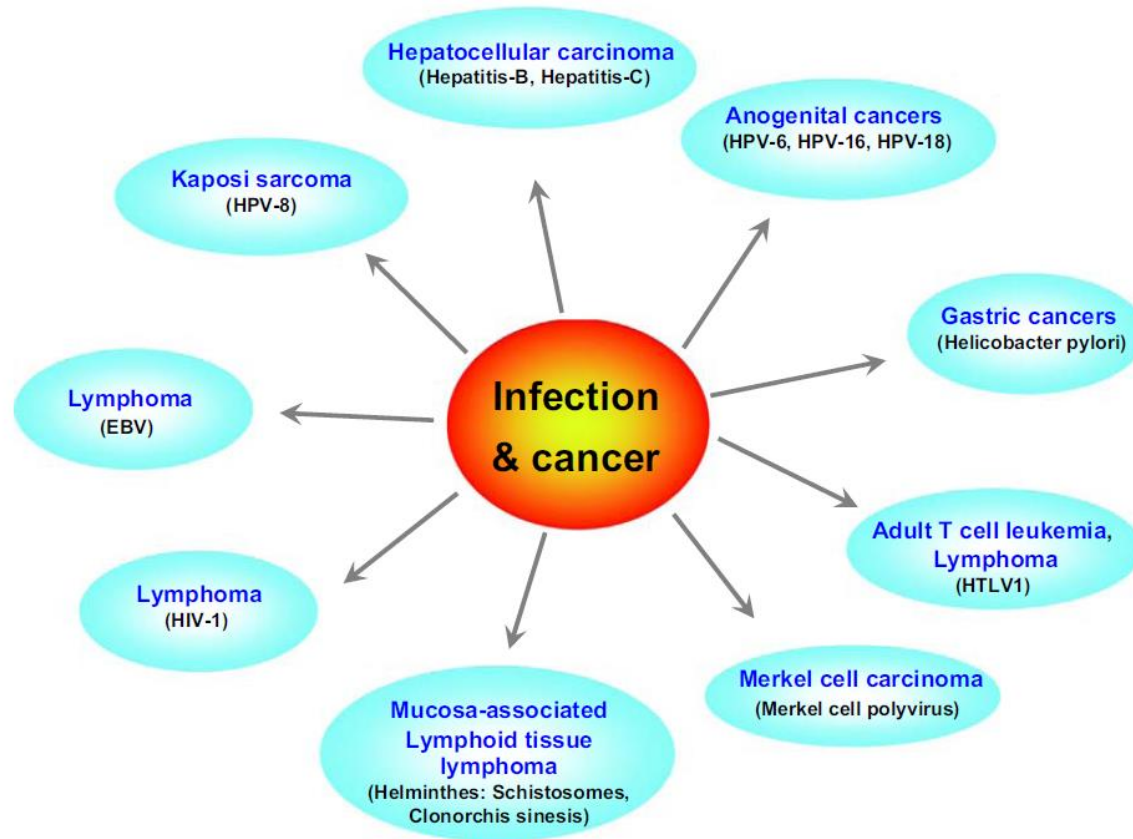 Hepatocellular carcinoma
(Hepatitis-B, Hepatitis-C)
Anogenital cancers
(HPV-6, HPV-16, HPV-18)
Kaposi sarcoma
(HPV-8)
Gastric cancers
(Helicobacter pylori)
Infection
& cancer
Lymphoma
(EBV)
Adult T cell leukemia,
Lymphoma
(HTLV1)
Lymphoma
(HIV-1)
Merkel cell carcinoma
(Merkel cell polyvirus)
Mucosa-associated
Lymphoid tissue
lymphoma
(Helminthes: Schistosomes,
Clonorchis sinesis)